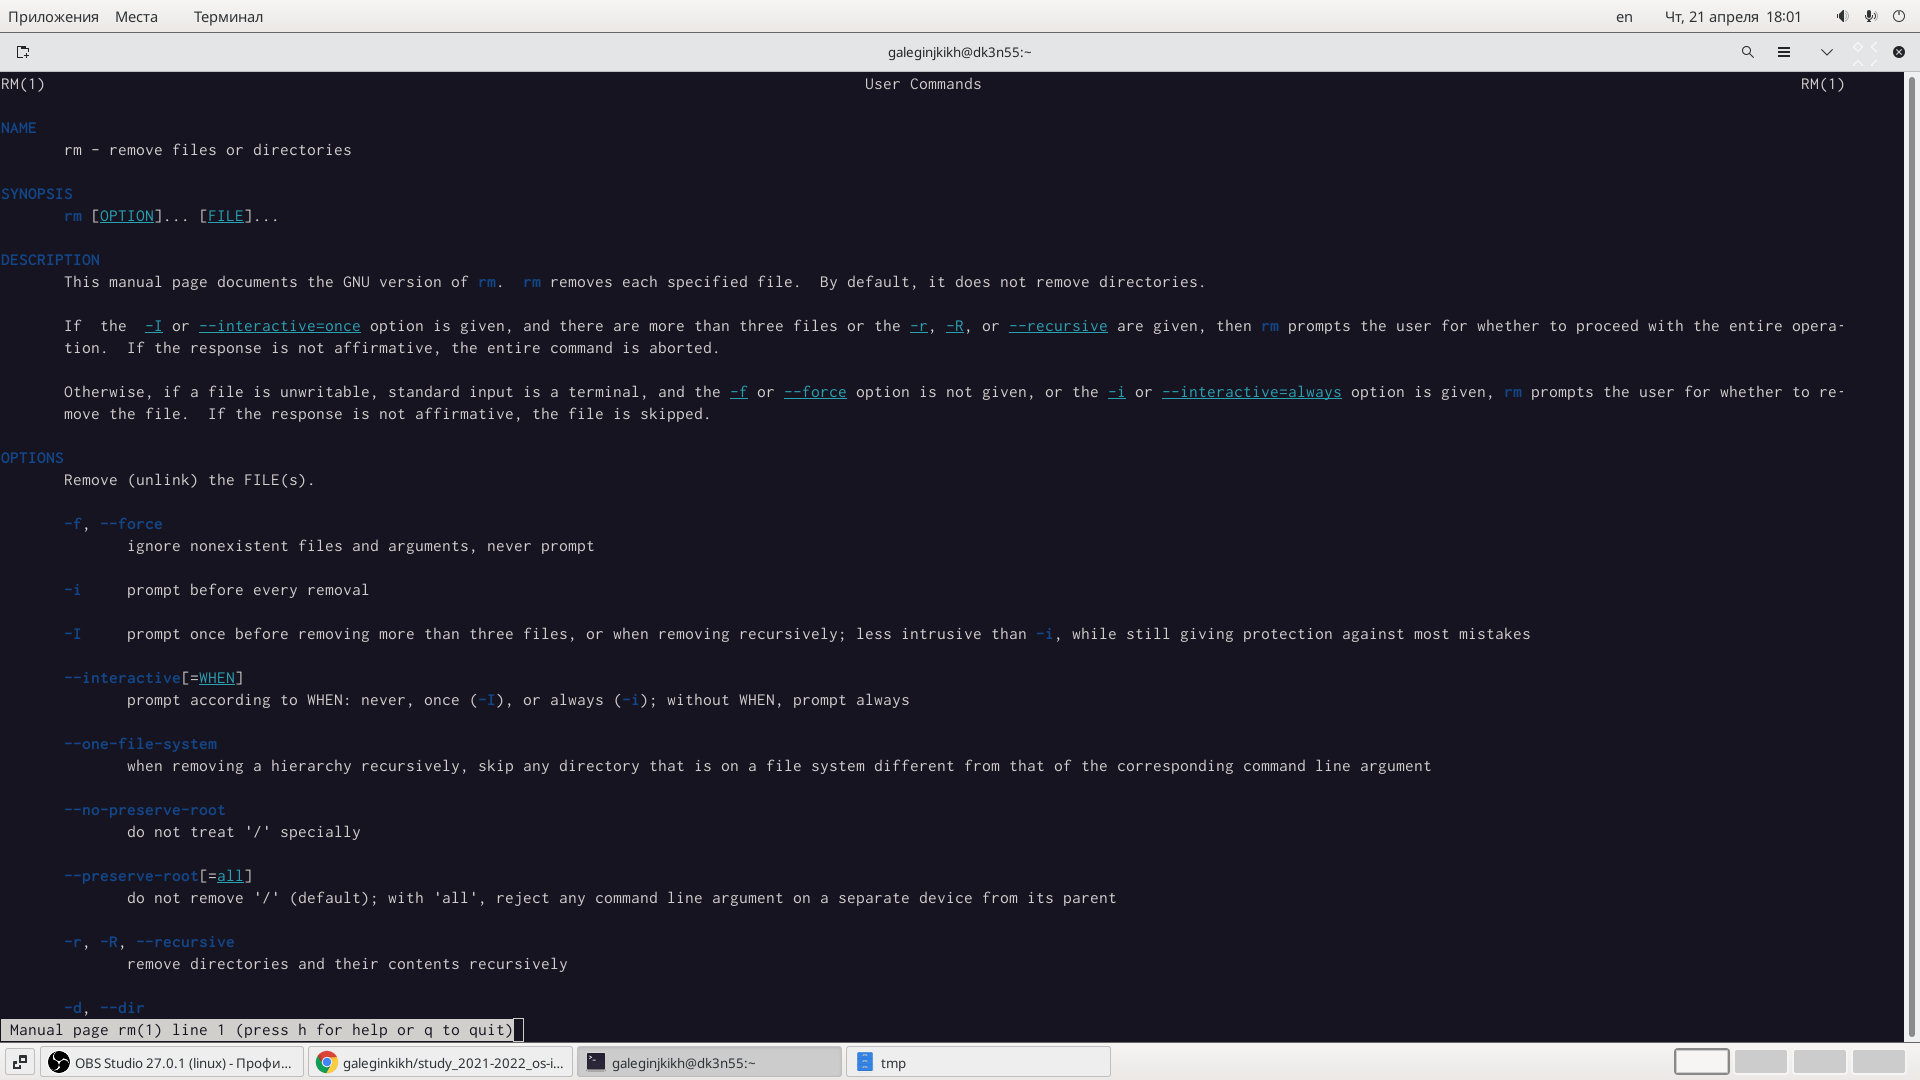 Приложения Места Терминал en Чт, 21 апреля 18:01
galeginjkikh@dk3n55:~
RM(1) User Commands RM(1)
NAME
rm - remove files or directories
SYNOPSIS
rm [OPTION]... [FILE]...
DESCRIPTION
This manual page documents the GNU version of rm. rm removes each specified file. By default, it does not remove directories.
If the -I or --interactive=once option is given, and there are more than three files or the -r, -R, or --recursive are given, then rm prompts the user for whether to proceed with the entire opera-
tion. If the response is not affirmative, the entire command is aborted.
Otherwise, if a file is unwritable, standard input is a terminal, and the -f or --force option is not given, or the -i or --interactive=always option is given, rm prompts the user for whether to re-
move the file. If the response is not affirmative, the file is skipped.
OPTIONS
Remove (unlink) the FILE(s).
-f, --force
ignore nonexistent files and arguments, never prompt
-i prompt before every removal
-I prompt once before removing more than three files, or when removing recursively; less intrusive than -i, while still giving protection against most mistakes
--interactive[=WHEN]
prompt according to WHEN: never, once (-I), or always (-i); without WHEN, prompt always
--one-file-system
when removing a hierarchy recursively, skip any directory that is on a file system different from that of the corresponding command line argument
--no-preserve-root
do not treat '/' specially
--preserve-root[=all]
do not remove '/' (default); with 'all', reject any command line argument on a separate device from its parent
-r, -R, --recursive
remove directories and their contents recursively
-d, --dir
Manual page rm(1) line 1 (press h for help or q to quit)
OBS Studio 27.0.1 (linux) - Профи... galeginkikh/study_2021-2022_os-i... galeginjkikh@dk3n55:~ tmp